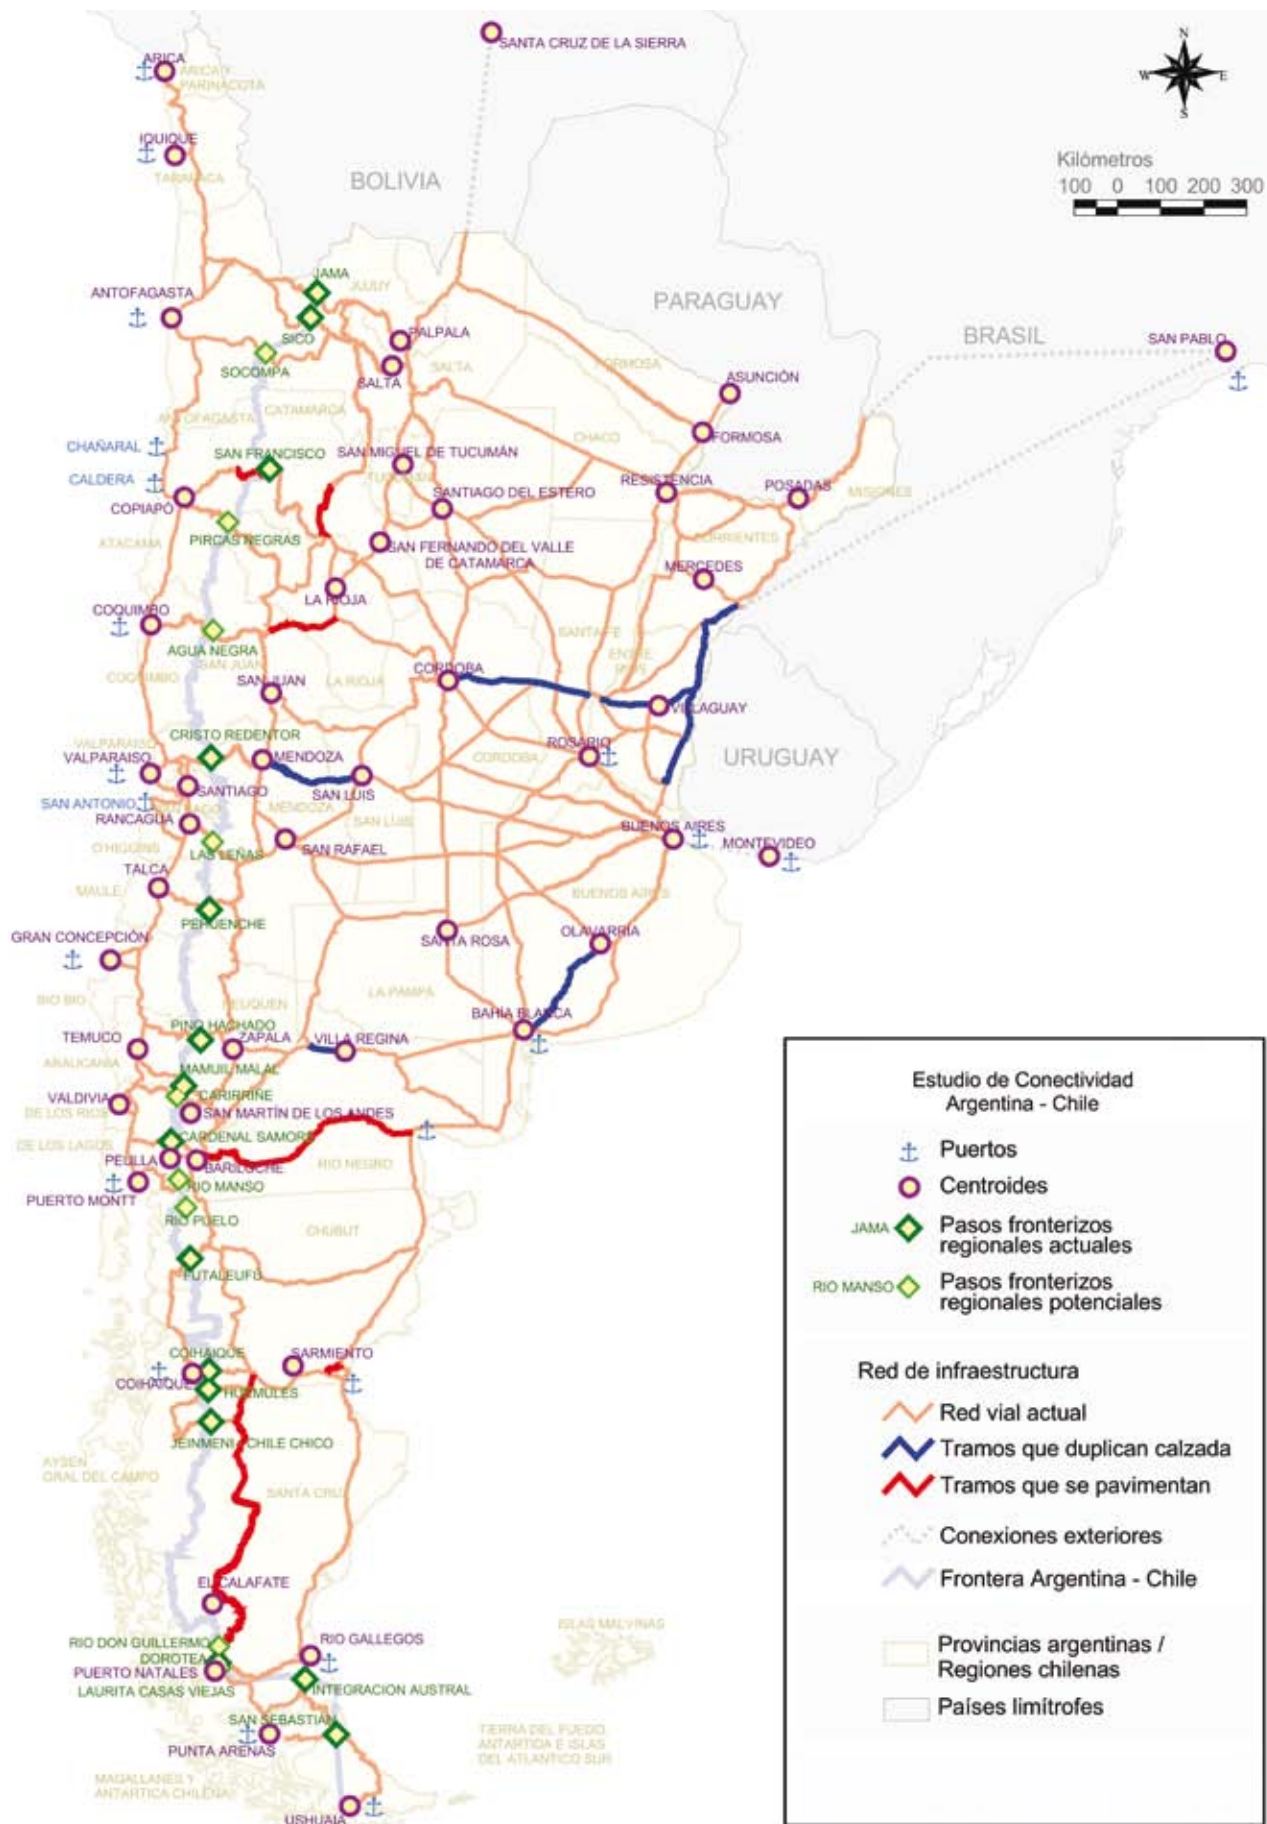 SANTA CRUZ DE LA SIERRA
N
W
E
S
ARICA
ARICA Y
PARINACOTA
IQUIQUE
TARAPACA
BOLIVIA
Kilómetros
100 0 100 200 300
JAMA
JUJUY
ANTOFAGASTA
PARAGUAY
SICO
PALPALA
BRASIL
SAN PABLO
SOCOMPA
SALTA
SALTA
FORMOSA
ASUNCIÓN
ANTOFAGASTA
CATAMARCA
CHACO
FORMOSA
CHAÑARAL
SAN FRANCISCO
SAN MIGUEL DE TUCUMÁN
TUCUMAN
CALDERA
RESISTENCIA
POSADAS
MISIONES
SANTIAGO DEL ESTERO
COPIAPÓ
PIRCAS NEGRAS
ATACAMA
SAN FERNANDO DEL VALLE
DE CATAMARCA
CORRIENTES
MERCEDES
LA RIOJA
COQUIMBO
AGUA NEGRA
SANTA FE
SAN JUAN
ENTRE
RIOS
COQUIMBO
SAN JUAN
LA RIOJA
CORDOBA
VILLAGUAY
CRISTO REDENTOR
VALPARAISO
ROSARIO
VALPARAISO
MENDOZA
CORDOBA
URUGUAY
SANTIAGO
SAN LUIS
SAN ANTONIO
MENDOZA
SAN LUIS
RANCAGUA
BUENOS AIRES
MONTEVIDEO
O'HIGGINS
LAS LEÑAS
SAN RAFAEL
TALCA
MAULE
BUENOS AIRES
PEHUENCHE
GRAN CONCEPCIÓN
SANTA ROSA
OLAVARRÍA
BIO BIO
NEUQUEN
LA PAMPA
BAHÍA BLANCA
PINO HACHADO
TEMUCO
ZAPALA
VILLA REGINA
ARAUCANIA
MAMUIL MALAL
VALDIVIA
CARIRRIÑE
DE LOS RIOS
SAN MARTÍN DE LOS ANDES
DE LOS LAGOS
CARDENAL SAMORE
PEULLA
BARILOCHE
RIO NEGRO
RIO MANSO
PUERTO MONTT
RIO PUELO
CHUBUT
FUTALEUFÚ
COIHAIQUE
SARMIENTO
COIHAIQUE
HUEMULES
JEINMENI - CHILE CHICO
AYSEN
GRAL DEL CAMPO
SANTA CRUZ
EL CALAFATE
ISLAS MALVINAS
RIO DON GUILLERMO
RIO GALLEGOS
DOROTEA
PUERTO NATALES
LAURITA CASAS VIEJAS
INTEGRACION AUSTRAL
SAN SEBASTIAN
PUNTA ARENAS
TIERRA DEL FUEGO
ANTARTIDA E ISLAS
DEL ATLANTICO SUR
MAGALLANES Y
ANTARTICA CHILENA
USHUAIA
Estudio de Conectividad
Argentina - Chile
Puertos
Centroides
JAMA
Pasos fronterizos
regionales actuales
RIO MANSO
Pasos fronterizos
regionales potenciales
Red de infraestructura
Red vial actual
Tramos que duplican calzada
Tramos que se pavimentan
Conexiones exteriores
Frontera Argentina - Chile
Provincias argentinas /
Regiones chilenas
Países limítrofes